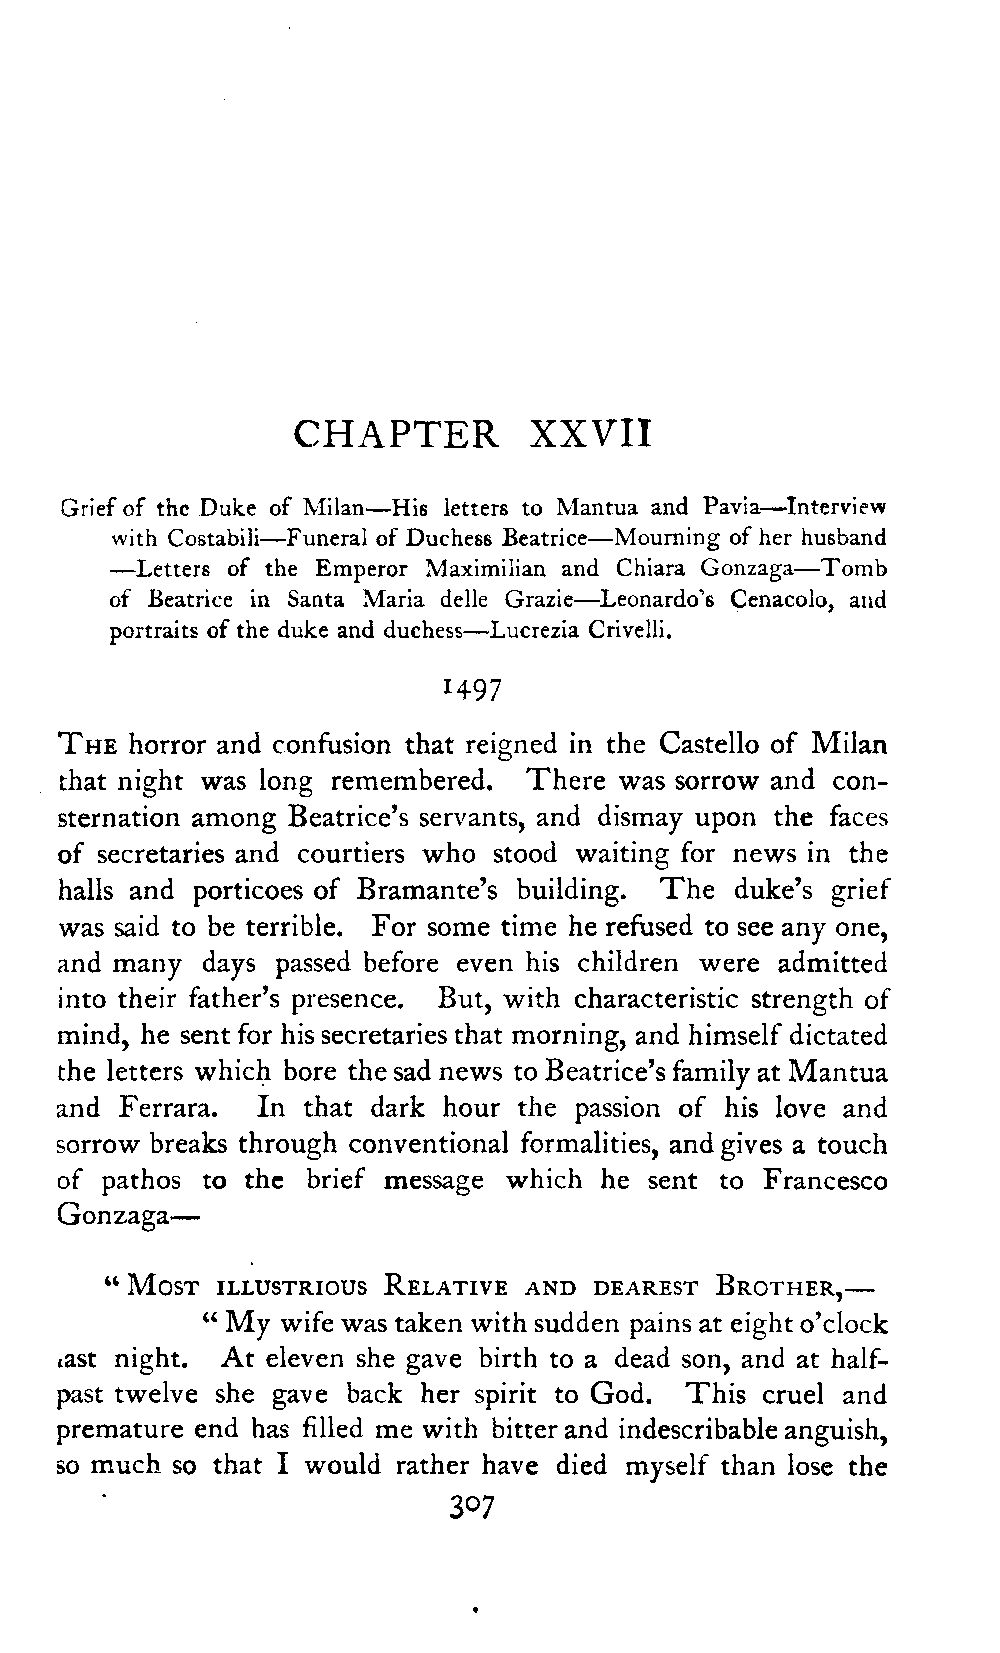 CHAPTER XXVII
Grief of the Duke of Milan—His letters to Mantua and Pavia—Interview
with Costabili—Funeral of Duchess Beatrice—Mourning of her husband
—Letters of the Emperor Maximilian and Chiara Gonzaga—Tomb
of Beatrice in Santa Maria delle Grazie—Leonardo's Cenacolo, and
portraits of the duke and duchess—Lucrezia Crivelli.
1497
THE horror and confusion that reigned in the Castello of Milan
that night was long remembered. There was sorrow and con-
sternation among Beatrice's servants, and dismay upon the faces
of secretaries and courtiers who stood waiting for news in the
halls and porticoes of Bramante's building. The duke's grief
was said to be terrible. For some time he refused to see any one,
and many days passed before even his children were admitted
into their father's presence. But, with characteristic strength of
mind, he sent for his secretaries that morning, and himself dictated
the letters which bore the sad news to Beatrice's family at Mantua
and Ferrara. In that dark hour the passion of his love and
sorrow breaks through conventional formalities, and gives a touch
of pathos to the brief message which he sent to Francesco
Gonzaga—
"MOST ILLUSTRIOUS RELATIVE AND DEAREST BROTHER,—
"My wife was taken with sudden pains at eight o'clock
last night. At eleven she gave birth to a dead son, and at half-
past twelve she gave back her spirit to God. This cruel and
premature end has filled me with bitter and indescribable anguish,
so much so that I would rather have died myself than lose the
307